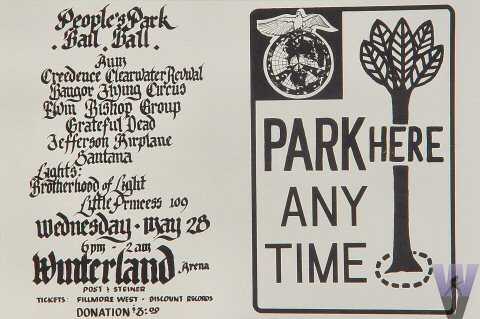 People's Park
. Bail . Ball .
Aum
Creedence Clearwater Revival
Bangor Flying Circus
Elvin Bishop Group
Grateful Dead
Jefferson Airplane
Santana
Lights:
Brotherhood of Light
Little Princess 109
Wednesday · May 28
6pm - 2am
Winterland Arena
POST & STEINER
TICKETS: FILLMORE WEST · DISCOUNT RECORDS
DONATION $3.00
PARK HERE
ANY
TIME
W